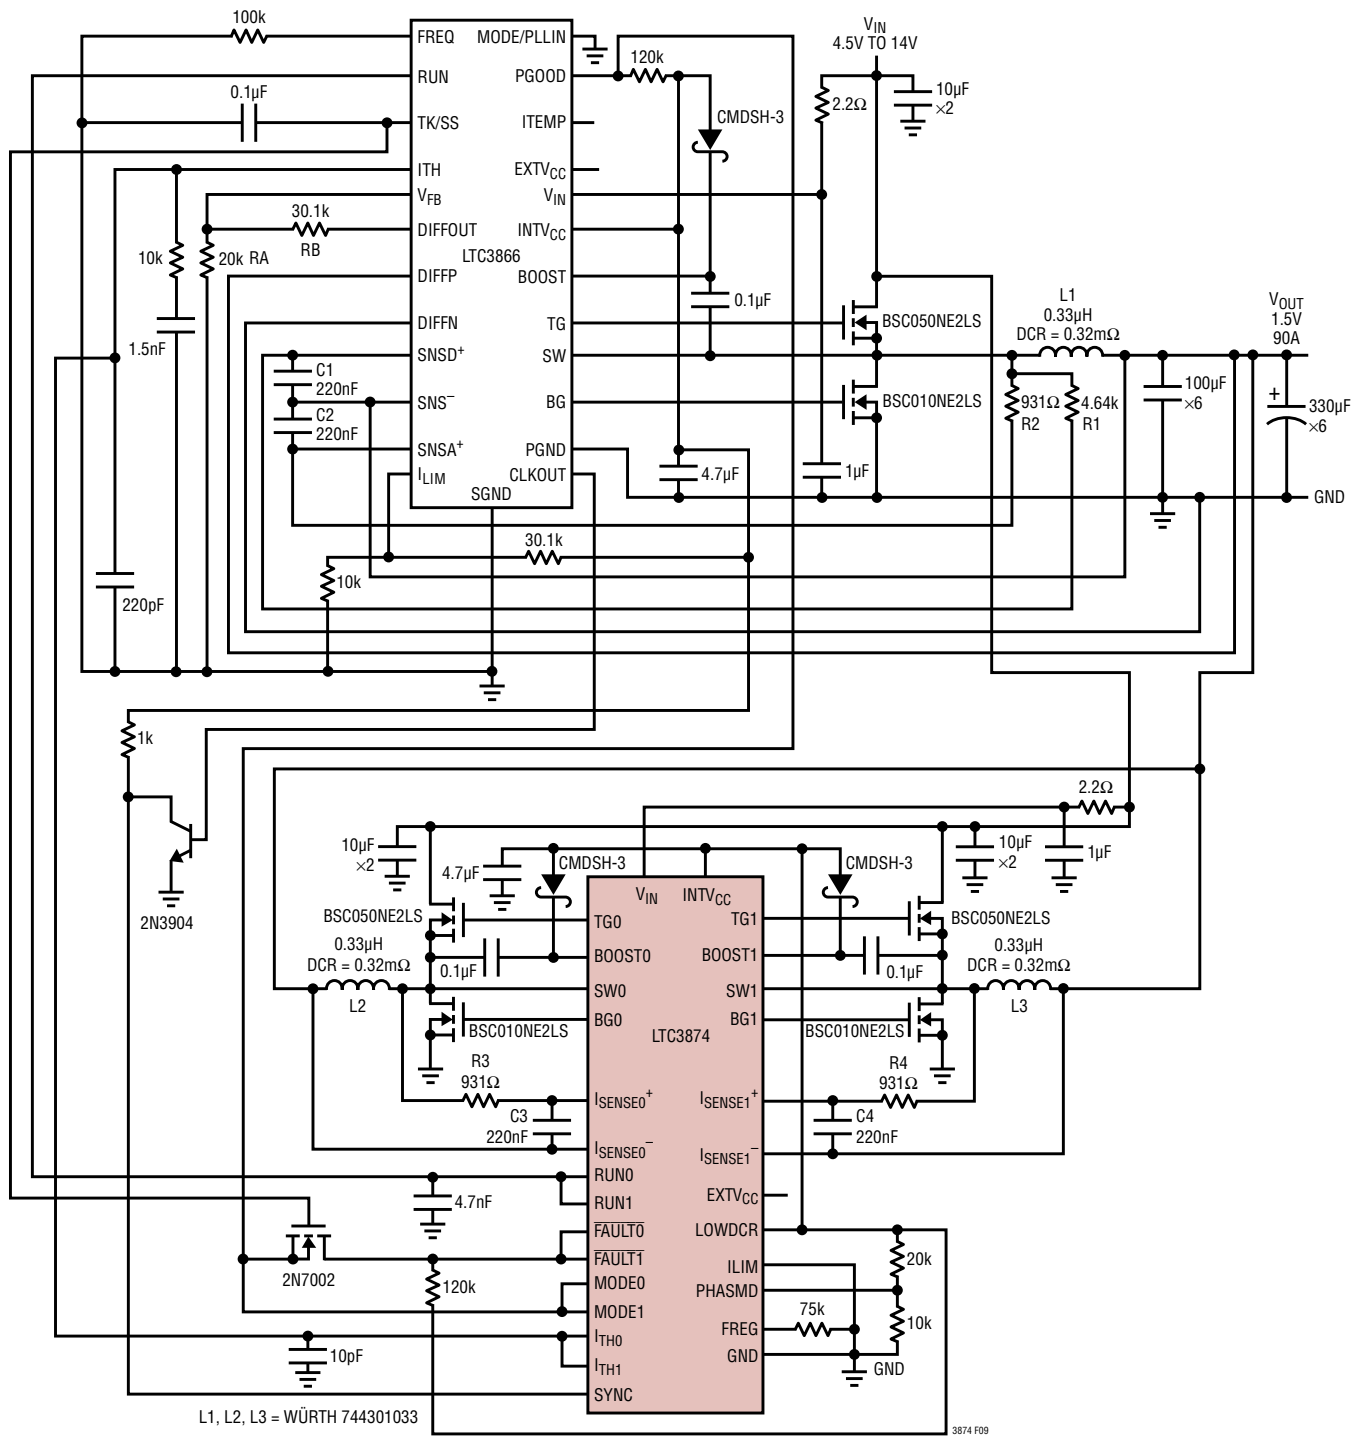 100k
FREQ
MODE/PLLIN
RUN
PGOOD
120k
VIN
4.5V TO 14V
2.2Ω
10µF
×2
0.1µF
TK/SS
ITEMP
CMDSH-3
ITH
EXTVCC
VFB
VIN
30.1k
RB
DIFFOUT
INTVCC
LTC3866
10k
20k RA
DIFFP
BOOST
0.1µF
1.5nF
DIFFN
TG
BSC050NE2LS
L1
0.33µH
DCR = 0.32mΩ
VOUT
1.5V
90A
SNSD+
SW
C1
220nF
SNS–
BG
BSC010NE2LS
931Ω
R2
4.64k
R1
100µF
×6
+
330µF
×6
C2
220nF
SNSA+
PGND
ILIM
CLKOUT
4.7µF
1µF
SGND
GND
30.1k
10k
220pF
1k
2N3904
2.2Ω
10µF
×2
4.7µF
CMDSH-3
CMDSH-3
10µF
×2
1µF
VIN
INTVCC
BSC050NE2LS
TG0
TG1
BSC050NE2LS
0.33µH
DCR = 0.32mΩ
L2
0.1µF
BOOST0
BOOST1
0.1µF
0.33µH
DCR = 0.32mΩ
L3
SW0
SW1
BSC010NE2LS
BG0
BG1
BSC010NE2LS
LTC3874
R3
931Ω
R4
931Ω
ISENSE0+
ISENSE1+
C3
220nF
C4
220nF
ISENSE0–
ISENSE1–
RUN0
EXTVCC
4.7nF
RUN1
FAULT0
LOWDCR
2N7002
FAULT1
ILIM
20k
120k
MODE0
PHASMD
MODE1
75k
10k
ITH0
FREG
10pF
ITH1
GND
GND
SYNC
L1, L2, L3 = WÜRTH 744301033
3874 F09